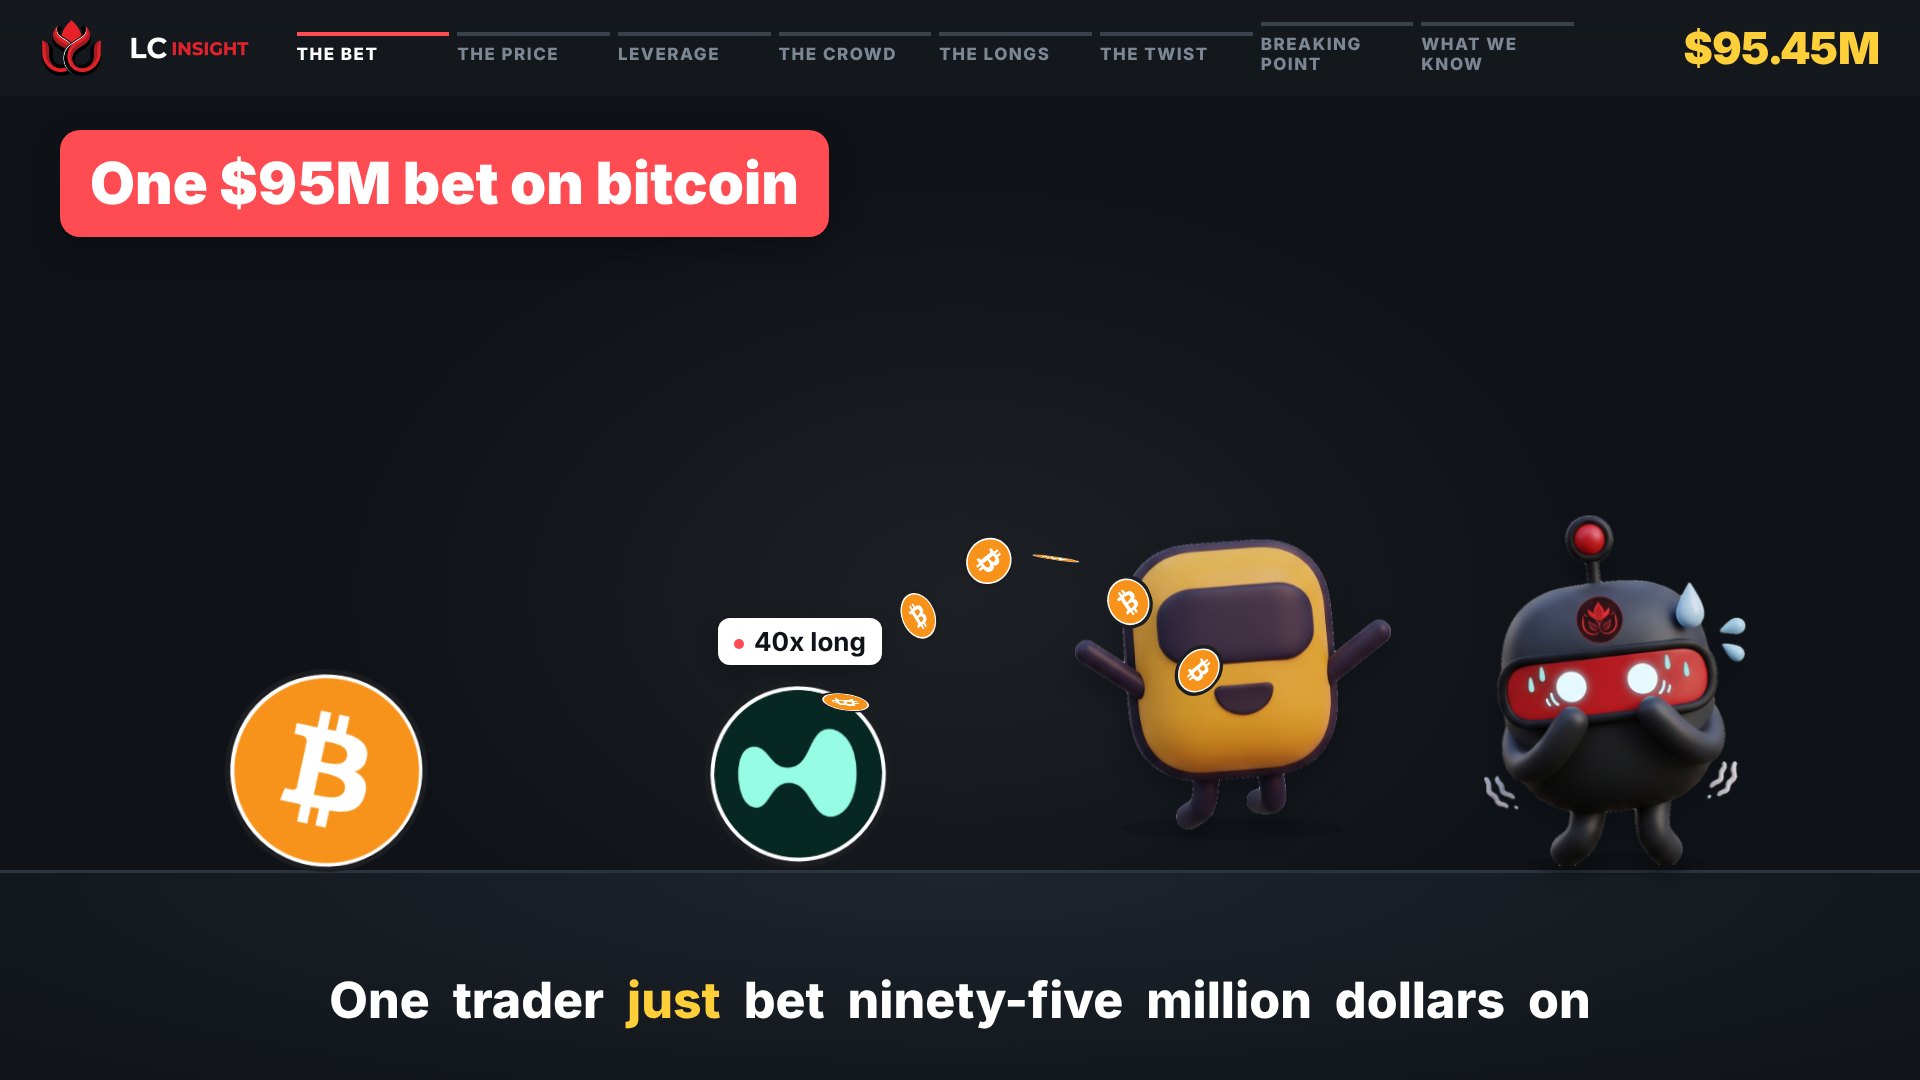 LC INSIGHT
THE BET
THE PRICE
LEVERAGE
THE CROWD
THE LONGS
THE TWIST
BREAKING
POINT
WHAT WE
KNOW
$95.45M
One $95M bet on bitcoin
40x long
One trader just bet ninety-five million dollars on